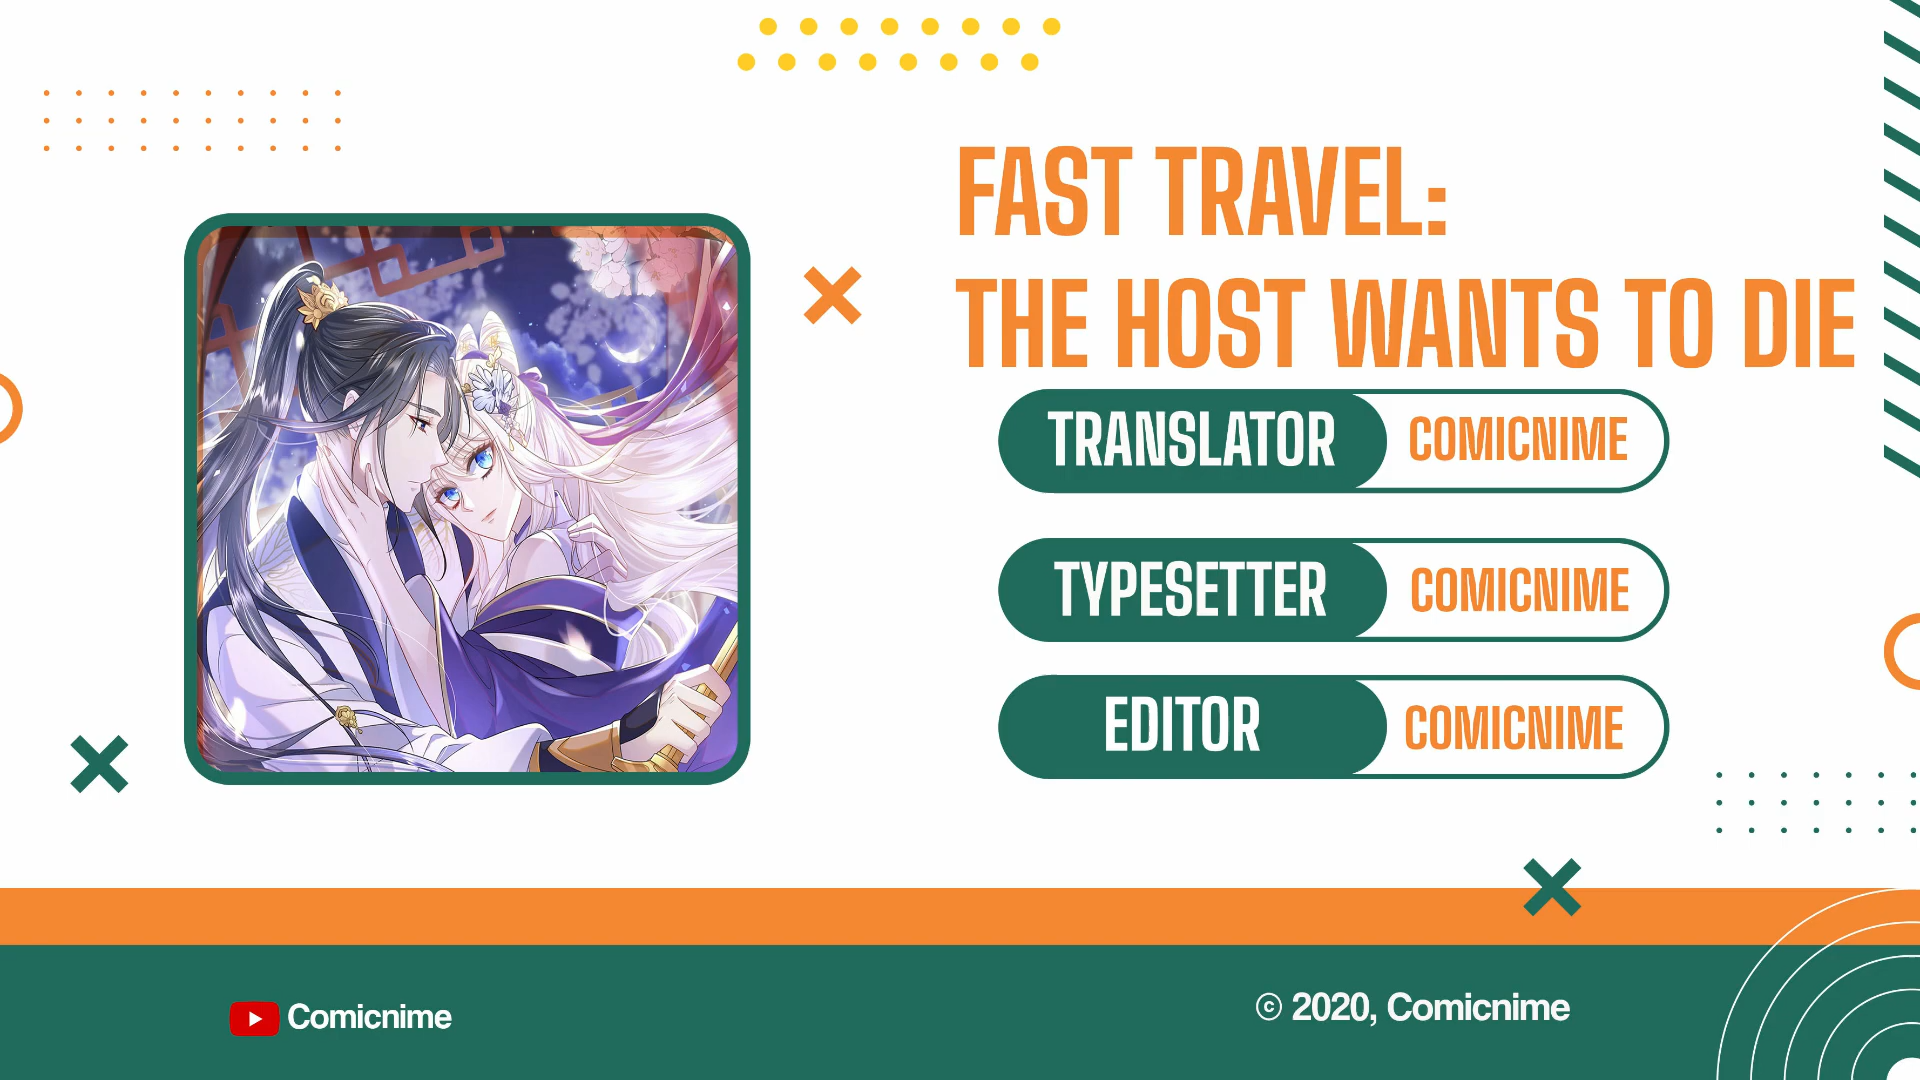 FAST TRAVEL:
THE HOST WANTS TO DIE
TRANSLATOR COMICNIME
TYPESETTER COMICNIME
EDITOR COMICNIME
Comicnime
© 2020, Comicnime